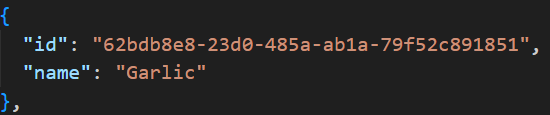 {
"id": "62bdb8e8-23d0-485a-ab1a-79f52c891851",
"name": "Garlic"
},